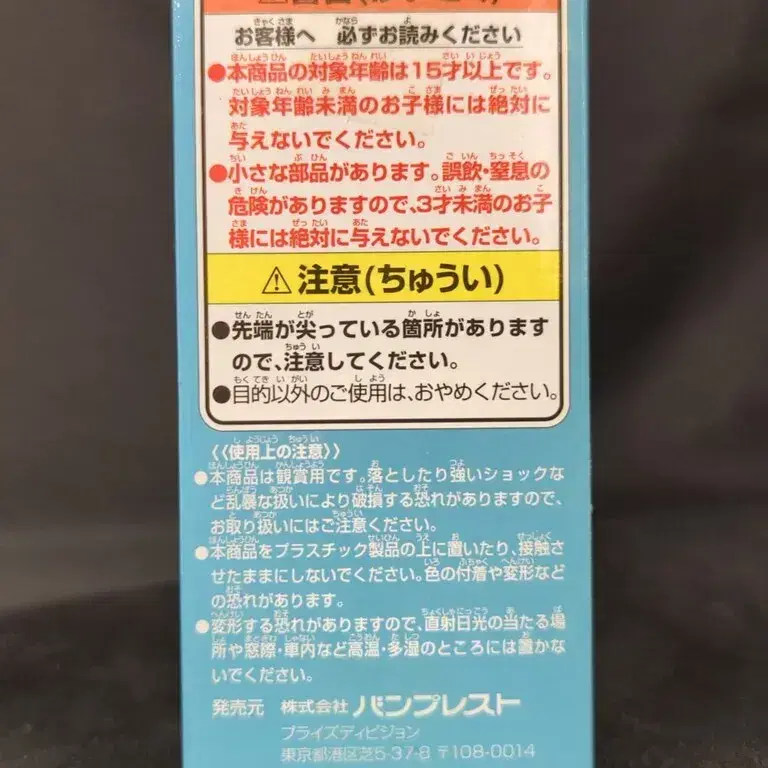 お客様へ 必ずお読みください
●本商品の対象年齢は15才以上です。
対象年齢未満のお子様には絶対に
与えないでください。
●小さな部品があります。誤飲・窒息の
危険がありますので、3才未満のお子
様には絶対に与えないでください。
⚠注意(ちゅうい)
●先端が尖っている箇所があります
ので、注意してください。
●目的以外のご使用は、おやめください。
《使用上の注意》
●本商品は観賞用です。落としたり強いショックな
ど乱暴な扱いにより破損する恐れがありますので、
お取り扱いにはご注意ください。
●本商品をプラスチック製品の上に置いたり、接触さ
せたままにしないでください。色の付着や変形など
の恐れがあります。
●変形する恐れがありますので、直射日光の当たる場
所や窓際・車内など高温・多湿のところには置かな
いでください。
発売元 株式会社 バンプレスト
プライズディビジョン
東京都港区芝5-37-8 〒108-0014